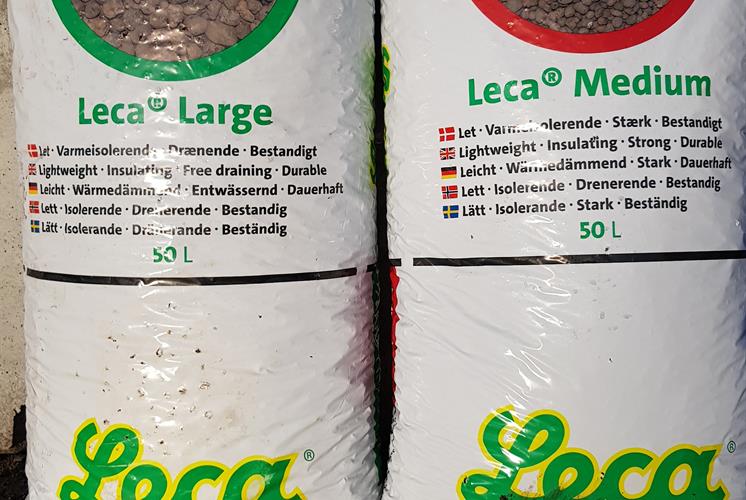 Leca® Large
Let · Varmeisolerende · Drænende · Bestandigt
Lightweight · Insulating · Free draining · Durable
Leicht · Wärmedämmend · Entwässernd · Dauerhaft
Lett · Isolerende · Drenerende · Bestandig
Lätt · Isolerande · Dränerande · Beständig
50 L
Leca®
Leca® Medium
Let · Varmeisolerende · Stærk · Bestandigt
Lightweight · Insulating · Strong · Durable
Leicht · Wärmedämmend · Stark · Dauerhaft
Lett · Isolerende · Drenerende · Bestandig
Lätt · Isolerande · Stark · Beständig
50 L
Leca®